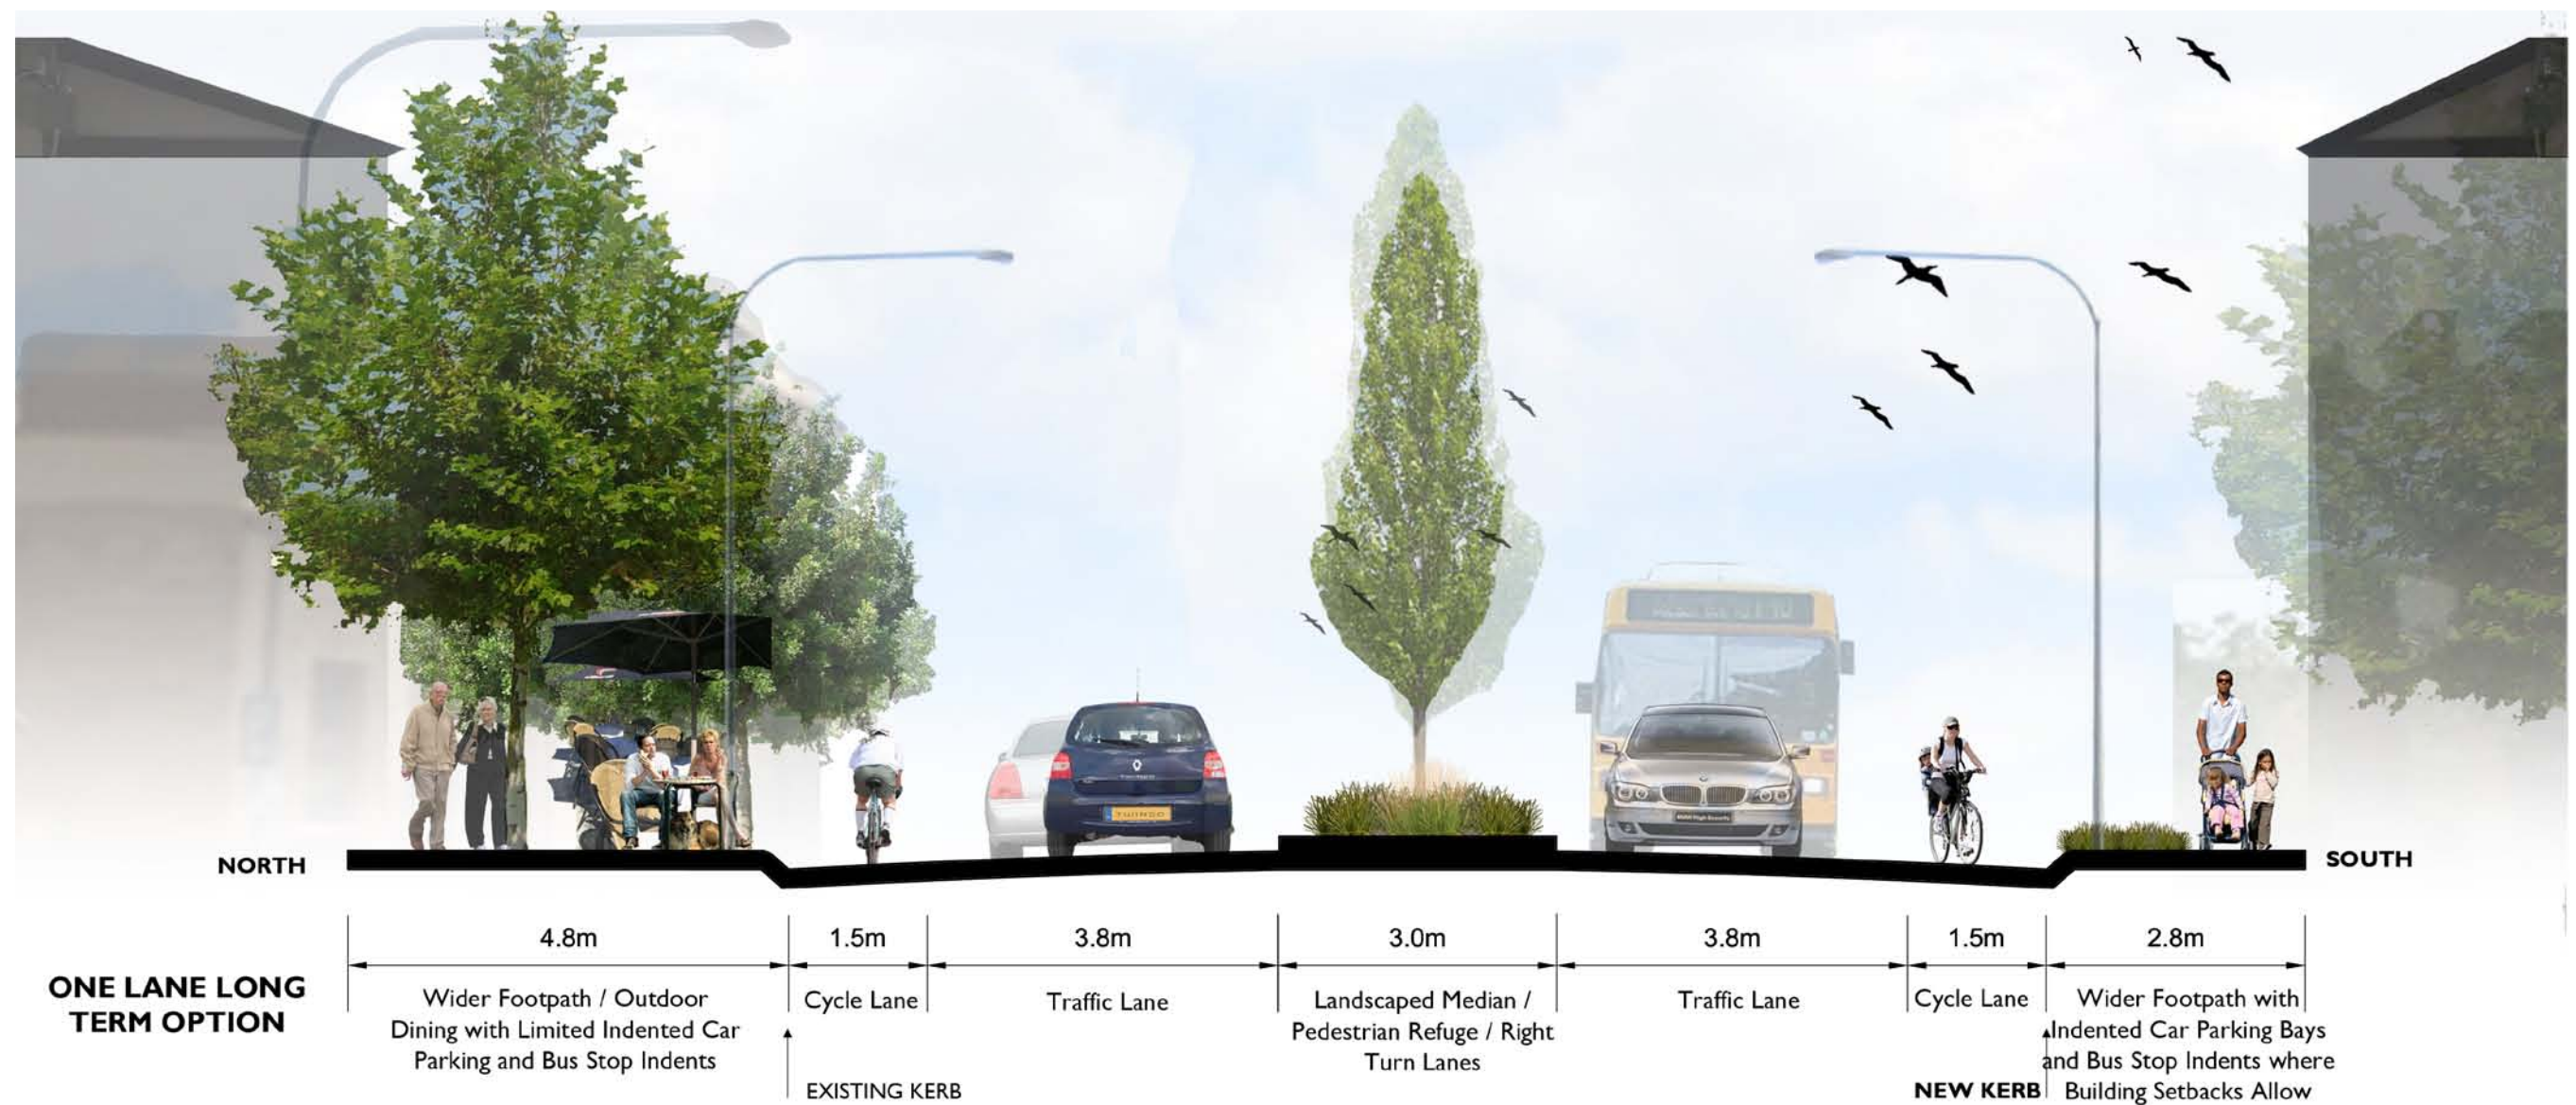 NORTH
SOUTH
4.8m
1.5m
3.8m
3.0m
3.8m
1.5m
2.8m
ONE LANE LONG
TERM OPTION
Wider Footpath / Outdoor
Dining with Limited Indented Car
Parking and Bus Stop Indents
Cycle Lane
Traffic Lane
Landscaped Median /
Pedestrian Refuge / Right
Turn Lanes
Traffic Lane
Cycle Lane
Wider Footpath with
Indented Car Parking Bays
and Bus Stop Indents where
Building Setbacks Allow
EXISTING KERB
NEW KERB